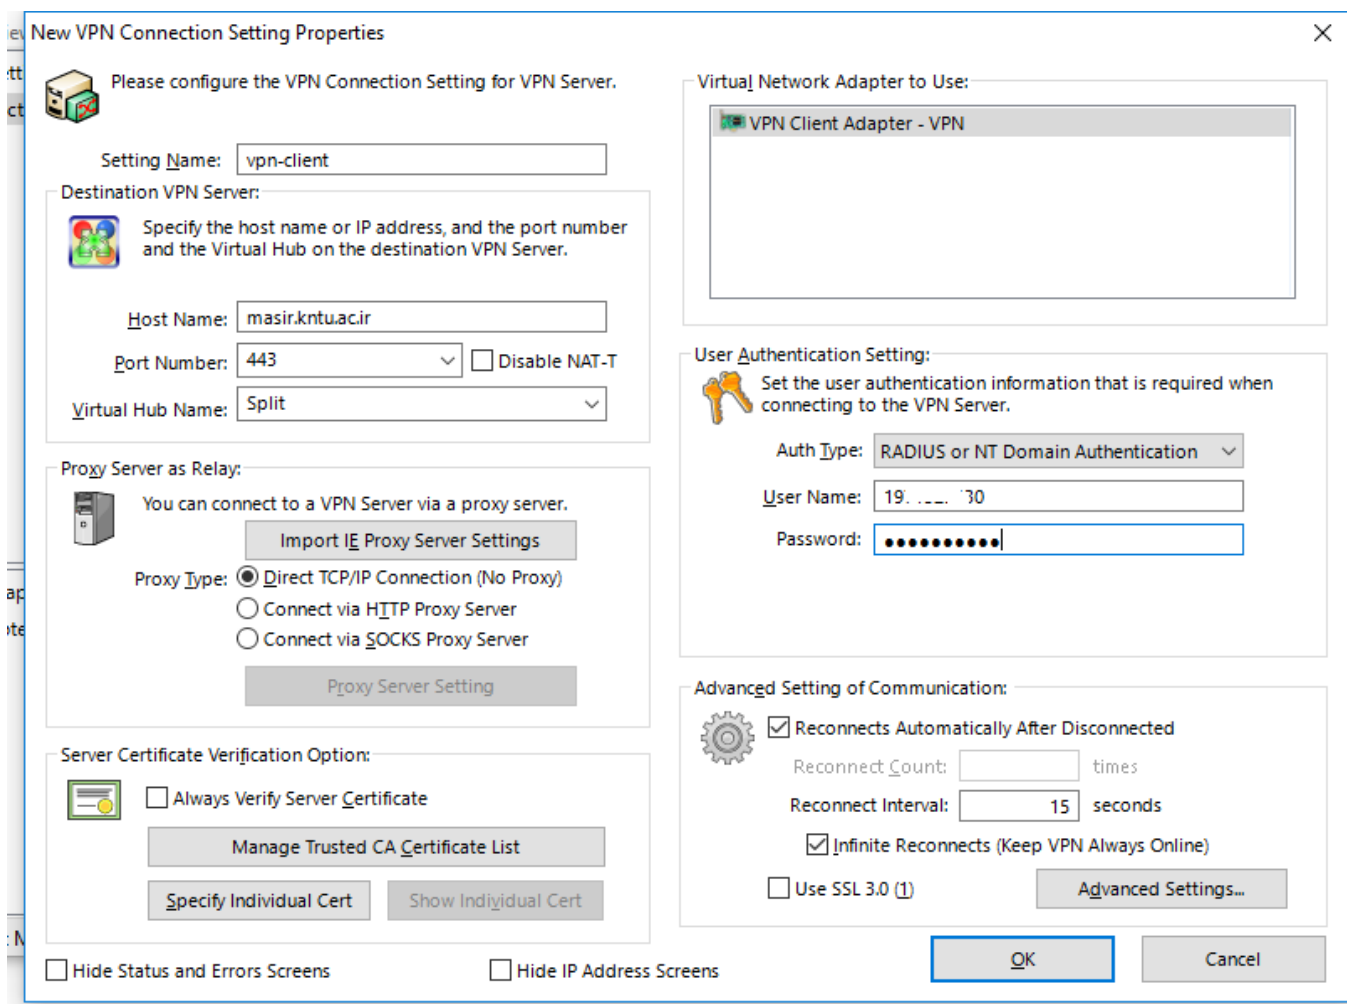 New VPN Connection Setting Properties
Please configure the VPN Connection Setting for VPN Server.
Setting Name: vpn-client
Destination VPN Server:
Specify the host name or IP address, and the port number
and the Virtual Hub on the destination VPN Server.
Host Name: masir.kntu.ac.ir
Port Number: 443 Disable NAT-T
Virtual Hub Name: Split
Proxy Server as Relay:
You can connect to a VPN Server via a proxy server.
Import IE Proxy Server Settings
Proxy Type: Direct TCP/IP Connection (No Proxy)
Connect via HTTP Proxy Server
Connect via SOCKS Proxy Server
Proxy Server Setting
Server Certificate Verification Option:
Always Verify Server Certificate
Manage Trusted CA Certificate List
Specify Individual Cert Show Individual Cert
Hide Status and Errors Screens Hide IP Address Screens
Virtual Network Adapter to Use:
VPN Client Adapter - VPN
User Authentication Setting:
Set the user authentication information that is required when
connecting to the VPN Server.
Auth Type: RADIUS or NT Domain Authentication
User Name:
Password: ●●●●●●●●●●
Advanced Setting of Communication:
Reconnects Automatically After Disconnected
Reconnect Count: times
Reconnect Interval: 15 seconds
Infinite Reconnects (Keep VPN Always Online)
Use SSL 3.0 (1) Advanced Settings...
OK Cancel